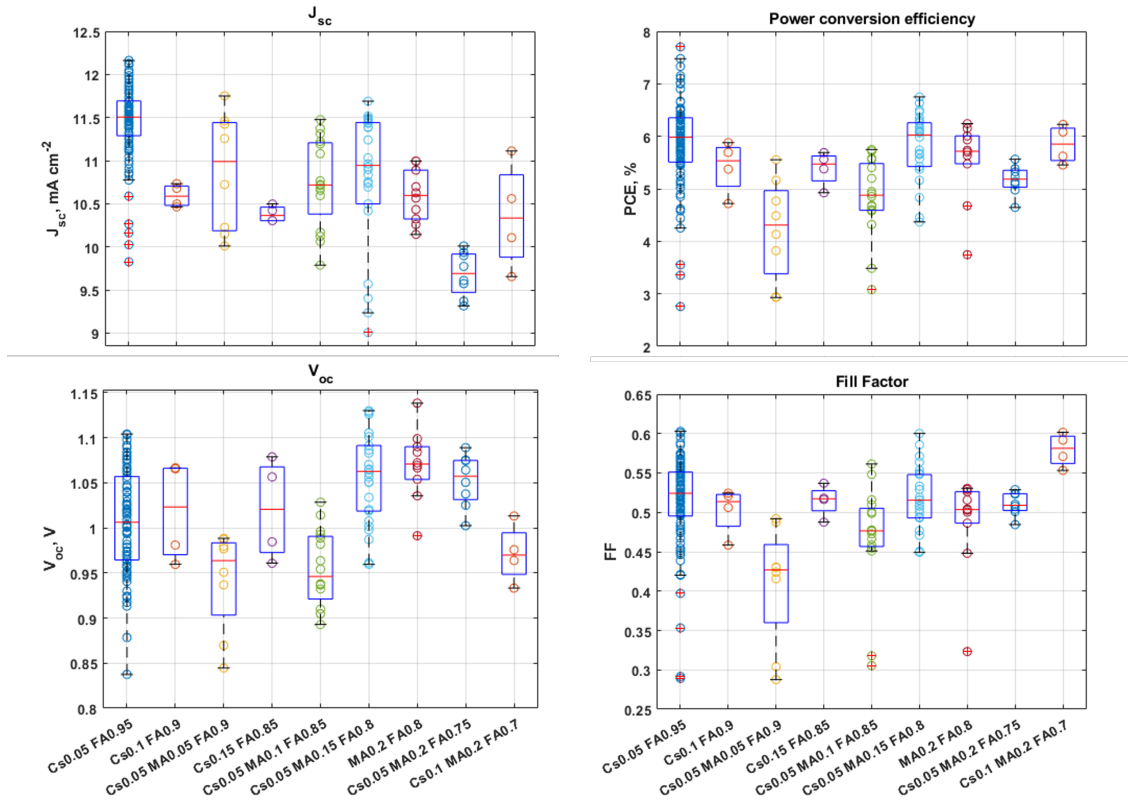 J_sc
J_sc, mA cm^-2
12.5
12
11.5
11
10.5
10
9.5
9
Power conversion efficiency
PCE, %
8
7
6
5
4
3
2
V_oc
V_oc, V
1.15
1.1
1.05
1
0.95
0.9
0.85
0.8
Cs0.05 FA0.95
Cs0.1 FA0.9
Cs0.05 MA0.05 FA0.9
Cs0.15 FA0.85
Cs0.05 MA0.1 FA0.85
Cs0.05 MA0.15 FA0.8
MA0.2 FA0.8
Cs0.05 MA0.2 FA0.75
Cs0.1 MA0.2 FA0.7
Fill Factor
FF
0.65
0.6
0.55
0.5
0.45
0.4
0.35
0.3
0.25
Cs0.05 FA0.95
Cs0.1 FA0.9
Cs0.05 MA0.05 FA0.9
Cs0.15 FA0.85
Cs0.05 MA0.1 FA0.85
Cs0.05 MA0.15 FA0.8
MA0.2 FA0.8
Cs0.05 MA0.2 FA0.75
Cs0.1 MA0.2 FA0.7